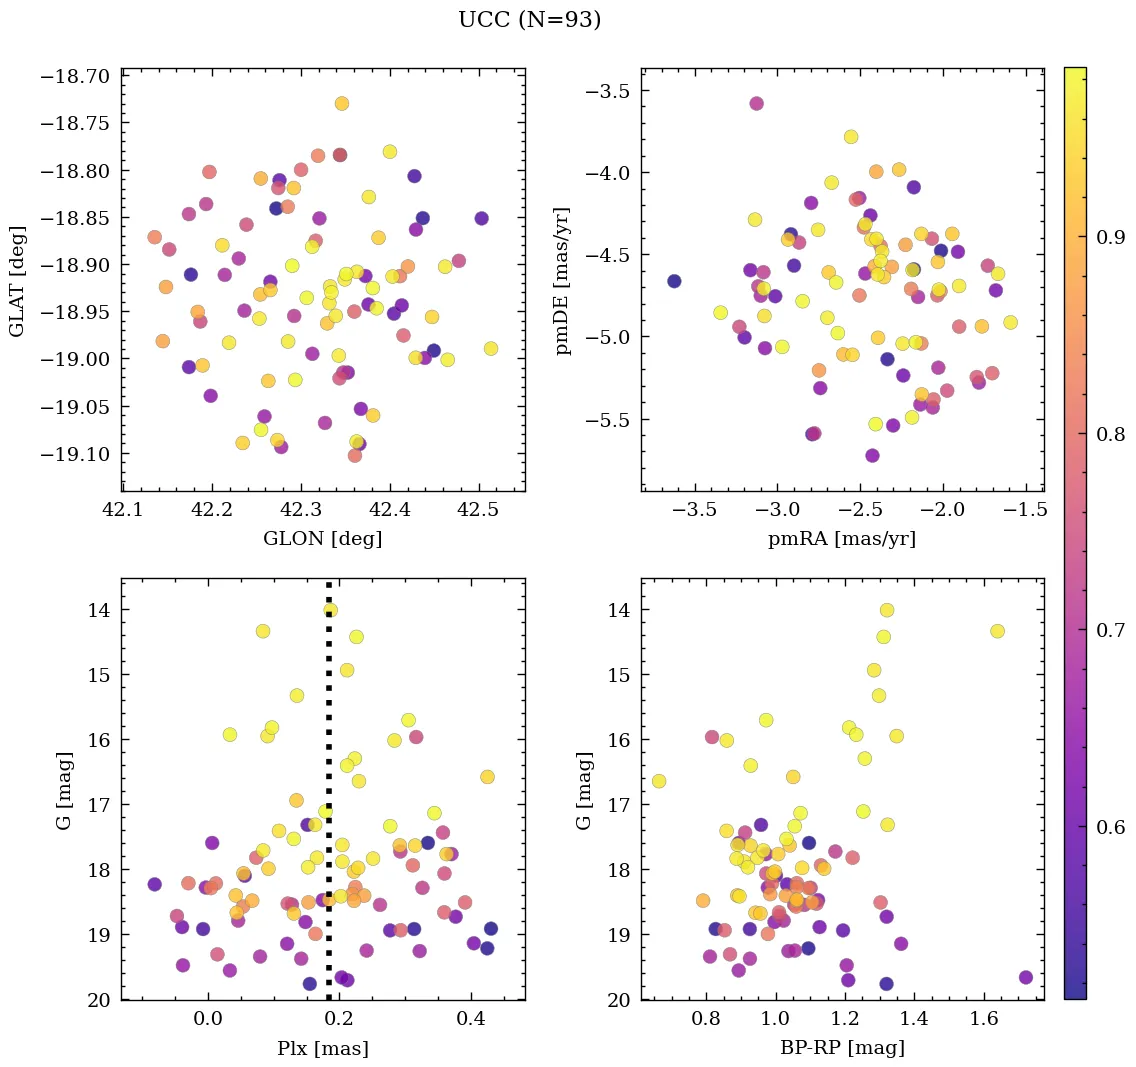 UCC (N=93)
−18.70
−18.75
−18.80
−18.85
−18.90
−18.95
−19.00
−19.05
−19.10
GLAT [deg]
42.1 42.2 42.3 42.4 42.5
GLON [deg]
−3.5
−4.0
−4.5
−5.0
−5.5
pmDE [mas/yr]
−3.5 −3.0 −2.5 −2.0 −1.5
pmRA [mas/yr]
14
15
16
17
18
19
20
G [mag]
0.0 0.2 0.4
Plx [mas]
14
15
16
17
18
19
20
G [mag]
0.8 1.0 1.2 1.4 1.6
BP-RP [mag]
0.9
0.8
0.7
0.6